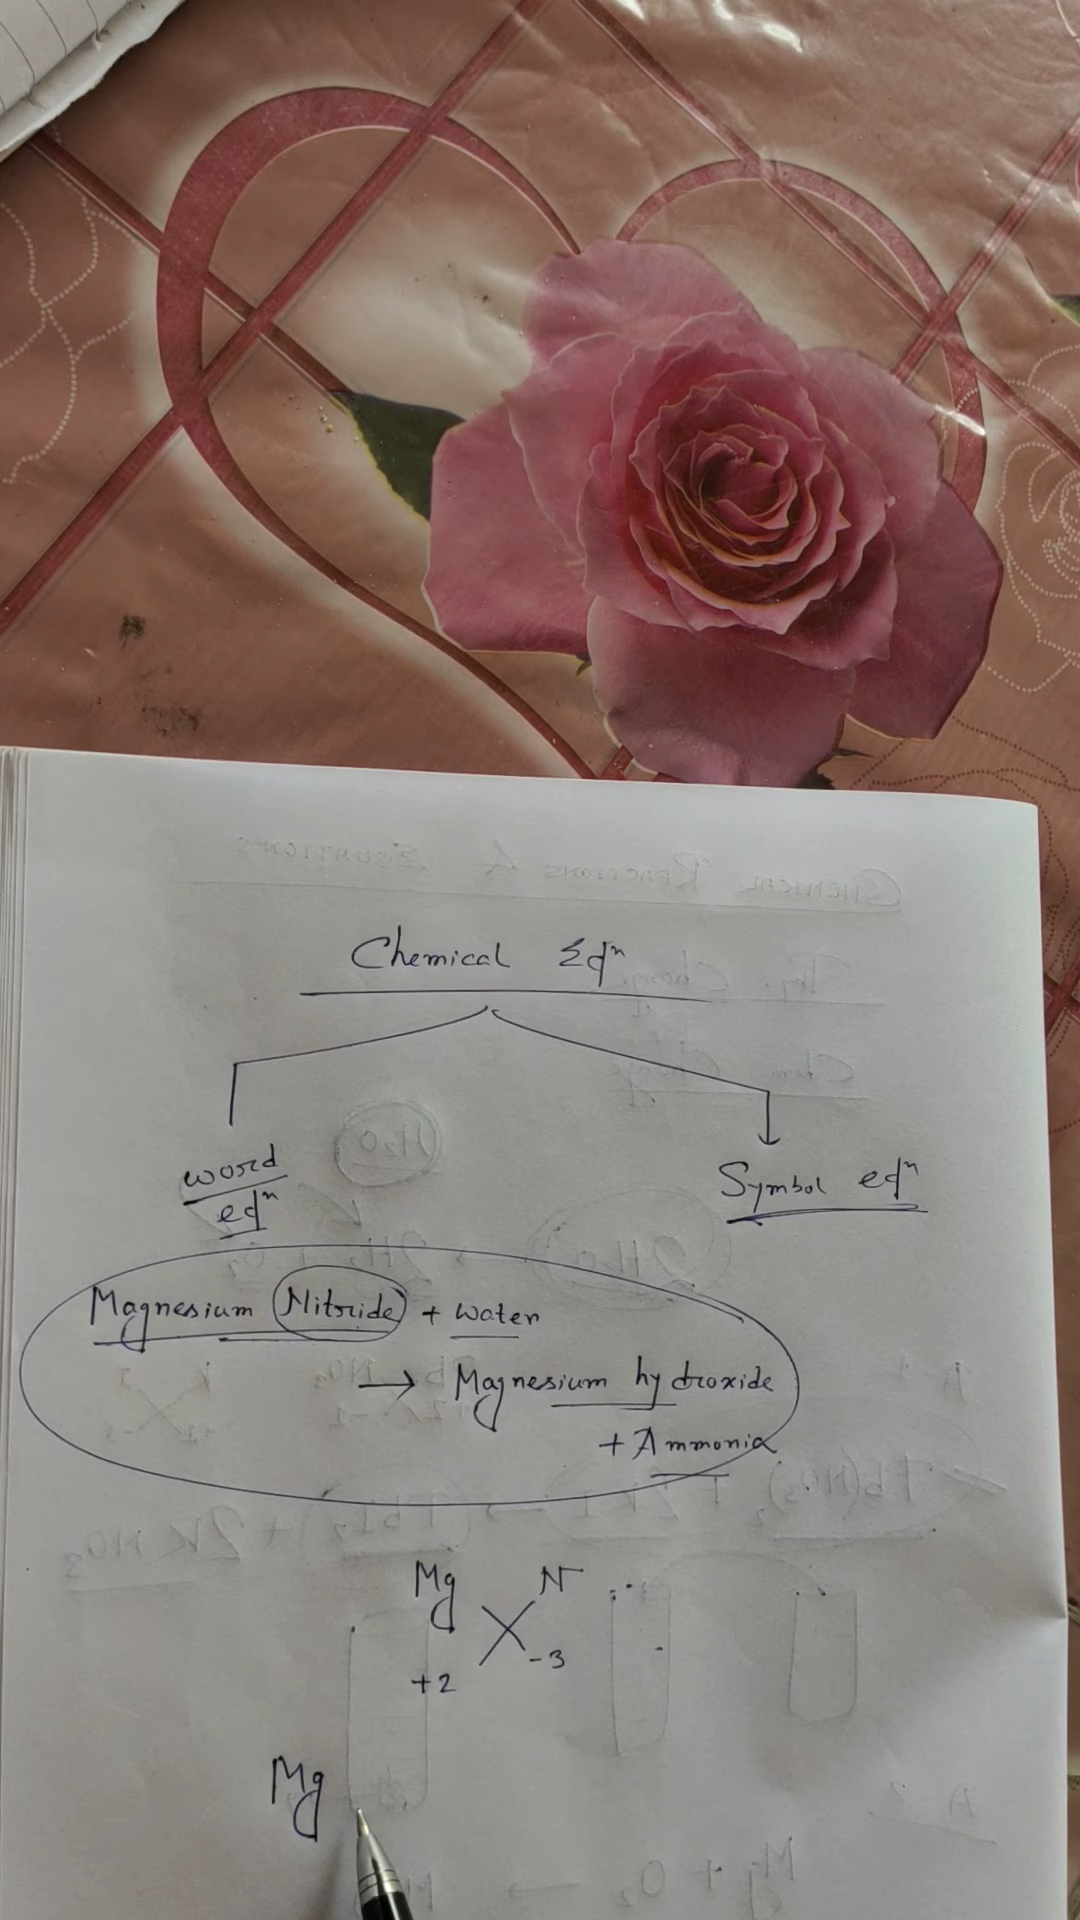 Chemical Eqⁿ
word
eqⁿ
Symbol eqⁿ
Magnesium Nitride + water
→ Magnesium hydroxide
+ Ammonia
Mg N
+2 -3
Mg